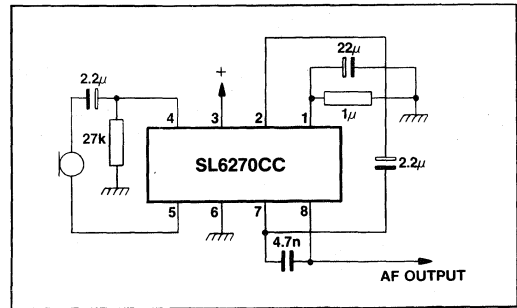 22µ
2.2µ
+
1µ
4 3 2 1
27k
2.2µ
SL6270CC
5 6 7 8
4.7n
AF OUTPUT